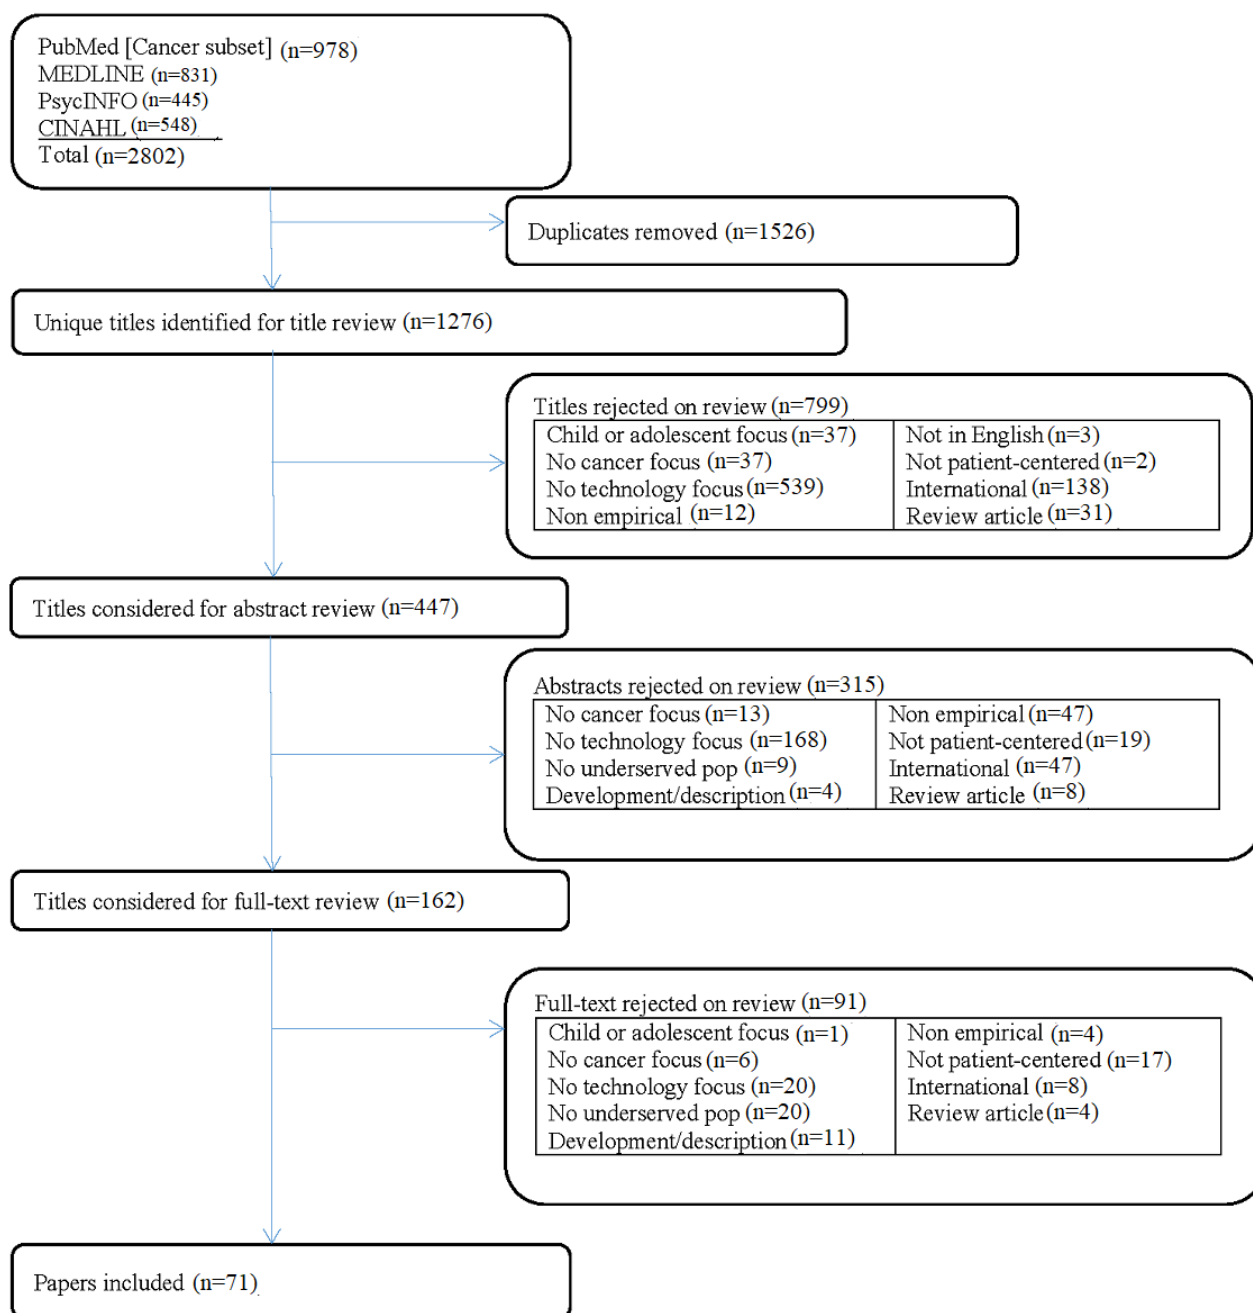 PubMed [Cancer subset] (n=978)
MEDLINE (n=831)
PsycINFO (n=445)
CINAHL (n=548)
Total (n=2802)
Duplicates removed (n=1526)
Unique titles identified for title review (n=1276)
Titles rejected on review (n=799)
Child or adolescent focus (n=37)
No cancer focus (n=37)
No technology focus (n=539)
Non empirical (n=12)
Not in English (n=3)
Not patient-centered (n=2)
International (n=138)
Review article (n=31)
Titles considered for abstract review (n=447)
Abstracts rejected on review (n=315)
No cancer focus (n=13)
No technology focus (n=168)
No underserved pop (n=9)
Development/description (n=4)
Non empirical (n=47)
Not patient-centered (n=19)
International (n=47)
Review article (n=8)
Titles considered for full-text review (n=162)
Full-text rejected on review (n=91)
Child or adolescent focus (n=1)
No cancer focus (n=6)
No technology focus (n=20)
No underserved pop (n=20)
Development/description (n=11)
Non empirical (n=4)
Not patient-centered (n=17)
International (n=8)
Review article (n=4)
Papers included (n=71)